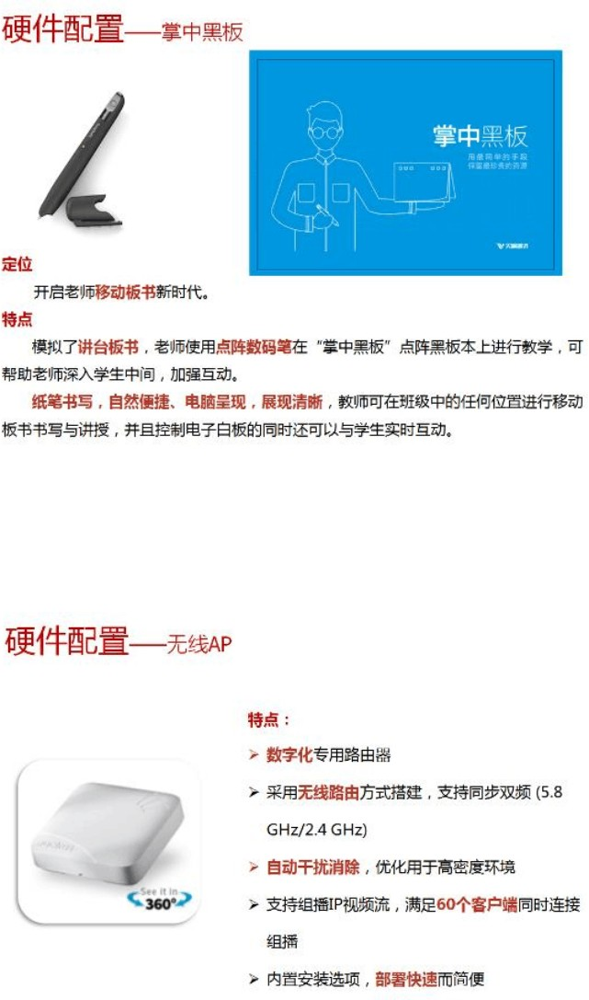 硬件配置——掌中黑板
掌中黑板
用最简单的手段
保留最珍贵的资源
定位
开启老师移动板书新时代。
特点
模拟了讲台板书，老师使用点阵数码笔在“掌中黑板”点阵黑板本上进行教学，可
帮助老师深入学生中间，加强互动。
纸笔书写，自然便捷、电脑呈现，展现清晰，教师可在班级中的任何位置进行移动
板书书写与讲授，并且控制电子白板的同时还可以与学生实时互动。
硬件配置——无线AP
特点：
数字化专用路由器
采用无线路由方式搭建，支持同步双频 (5.8
GHz/2.4 GHz)
自动干扰消除，优化用于高密度环境
支持组播IP视频流，满足60个客户端同时连接
组播
内置安装选项，部署快速而简便
See it in
360°